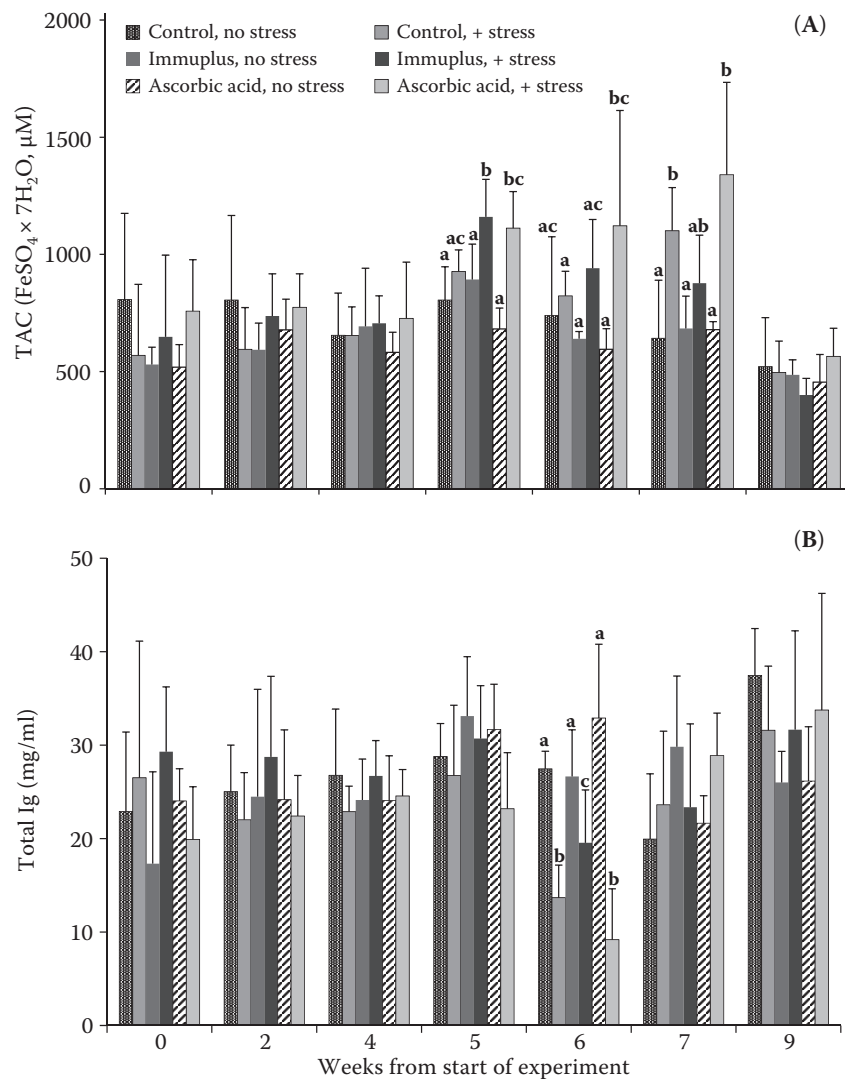 2000
(A)
Control, no stress
Control, + stress
Immuplus, no stress
Immuplus, + stress
Ascorbic acid, no stress
Ascorbic acid, + stress
TAC (FeSO₄ × 7H₂O, µM)
1500
1000
500
0
a
ac
a
b
a
bc
ac
a
a
ac
a
bc
a
b
a
ab
a
b
(B)
50
40
30
20
10
0
Total Ig (mg/ml)
a
b
a
c
a
b
0 2 4 5 6 7 9
Weeks from start of experiment